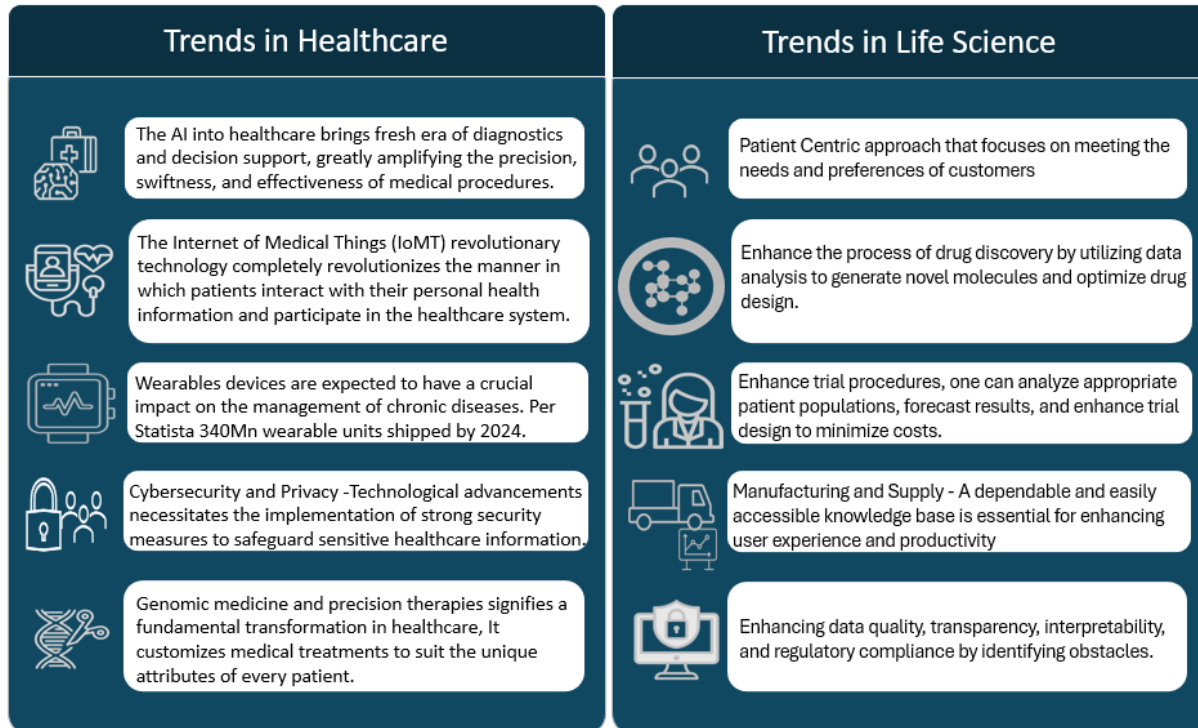 Trends in Healthcare
The AI into healthcare brings fresh era of diagnostics
and decision support, greatly amplifying the precision,
swiftness, and effectiveness of medical procedures.
The Internet of Medical Things (IoMT) revolutionary
technology completely revolutionizes the manner in
which patients interact with their personal health
information and participate in the healthcare system.
Wearables devices are expected to have a crucial
impact on the management of chronic diseases. Per
Statista 340Mn wearable units shipped by 2024.
Cybersecurity and Privacy -Technological advancements
necessitates the implementation of strong security
measures to safeguard sensitive healthcare information.
Genomic medicine and precision therapies signifies a
fundamental transformation in healthcare, It
customizes medical treatments to suit the unique
attributes of every patient.
Trends in Life Science
Patient Centric approach that focuses on meeting the
needs and preferences of customers
Enhance the process of drug discovery by utilizing data
analysis to generate novel molecules and optimize drug
design.
Enhance trial procedures, one can analyze appropriate
patient populations, forecast results, and enhance trial
design to minimize costs.
Manufacturing and Supply - A dependable and easily
accessible knowledge base is essential for enhancing
user experience and productivity
Enhancing data quality, transparency, interpretability,
and regulatory compliance by identifying obstacles.